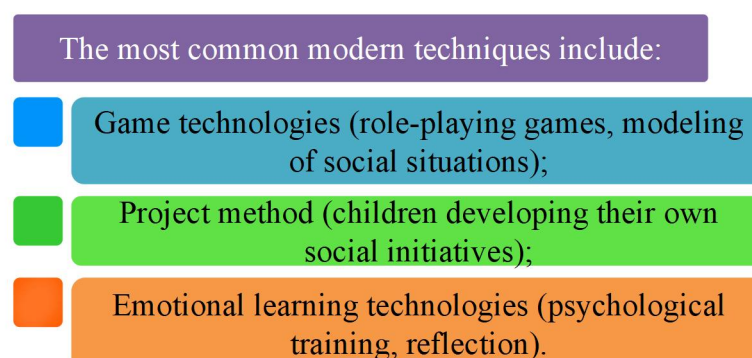 The most common modern techniques include:
Game technologies (role-playing games, modeling
of social situations);
Project method (children developing their own
social initiatives);
Emotional learning technologies (psychological
training, reflection).